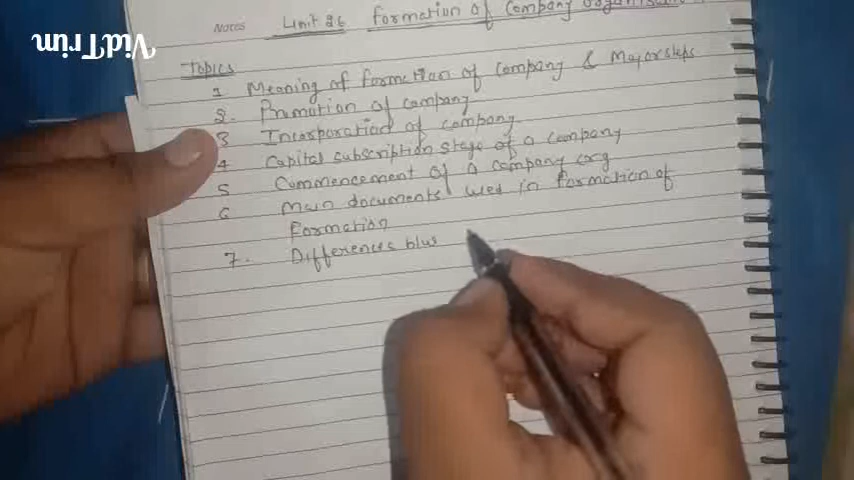 VidTrim
Notes Unit 26 Formation of Company Organisation
Topics
1 Meaning of formation of company & Major steps
2. Promotion of company
3 Incorporation of company
4 Capital subscription stage of a company
5 Commencement of a company org
6 Main documents used in formation of
formation
7. Differences b/w